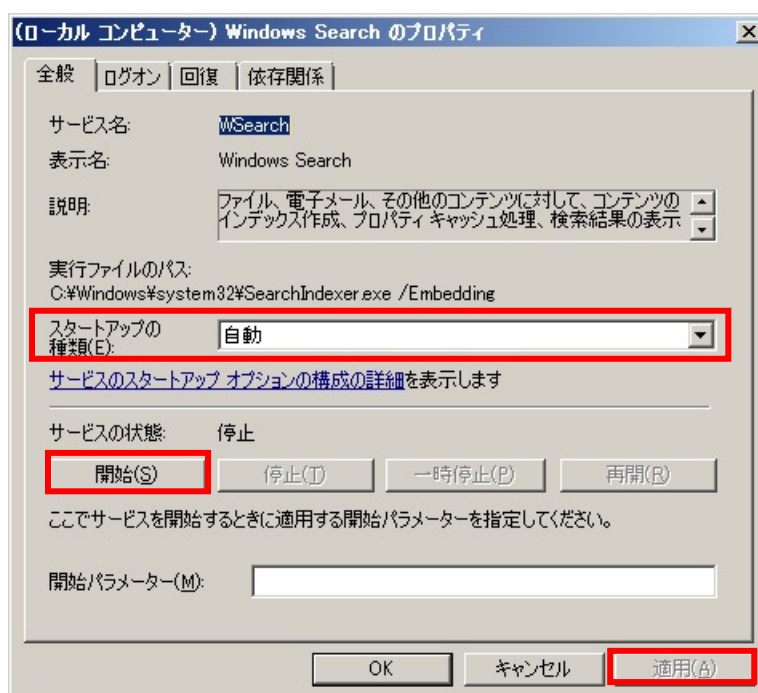 (ローカル コンピューター) Windows Search のプロパティ
全般 ログオン 回復 依存関係
サービス名: WSearch
表示名: Windows Search
説明: ファイル、電子メール、その他のコンテンツに対して、コンテンツの
インデックス作成、プロパティ キャッシュ処理、検索結果の表示
実行ファイルのパス:
C:¥Windows¥system32¥SearchIndexer.exe /Embedding
スタートアップの
種類(E): 自動
サービスのスタートアップ オプションの構成の詳細を表示します
サービスの状態: 停止
開始(S) 停止(T) 一時停止(P) 再開(R)
ここでサービスを開始するときに適用する開始パラメーターを指定してください。
開始パラメーター(M):
OK キャンセル 適用(A)